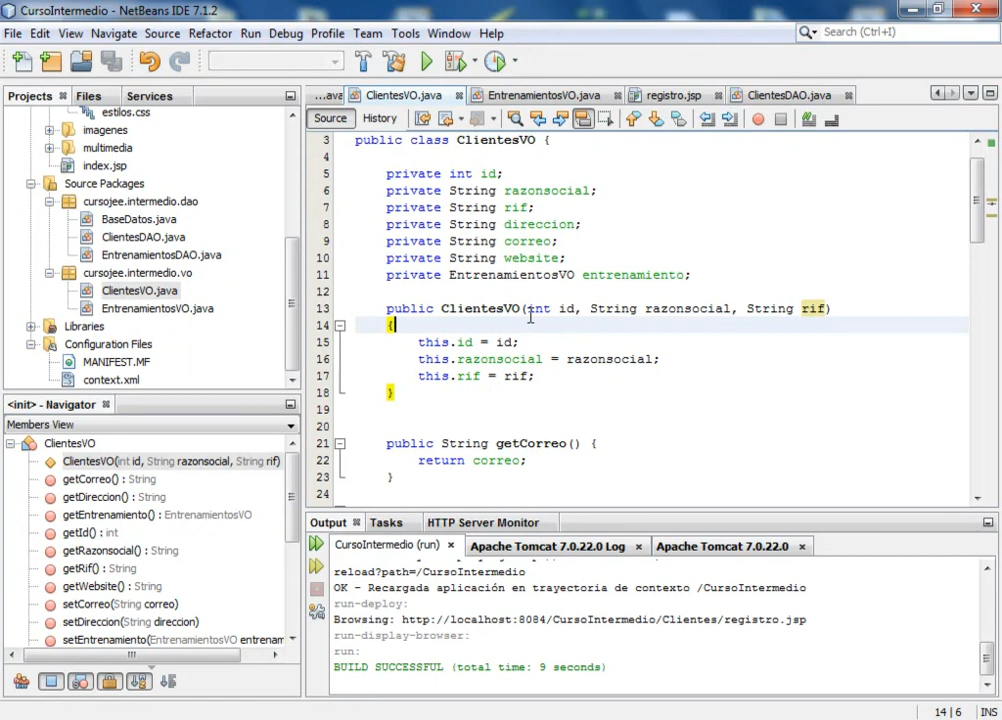 CursoIntermedio - NetBeans IDE 7.1.2
File Edit View Navigate Source Refactor Run Debug Profile Team Tools Window Help
Search (Ctrl+I)
Projects Files Services
estilos.css
imagenes
multimedia
index.jsp
Source Packages
cursojee.intermedio.dao
BaseDatos.java
ClientesDAO.java
EntrenamientosDAO.java
cursojee.intermedio.vo
ClientesVO.java
EntrenamientosVO.java
Libraries
Configuration Files
MANIFEST.MF
context.xml
<init> - Navigator
Members View
ClientesVO
ClientesVO(int id, String razonsocial, String rif)
getCorreo() : String
getDireccion() : String
getEntrenamiento() : EntrenamientosVO
getId() : int
getRazonsocial() : String
getRif() : String
getWebsite() : String
setCorreo(String correo)
setDireccion(String direccion)
setEntrenamiento(EntrenamientosVO entrenam
...ava ClientesVO.java EntrenamientosVO.java registro.jsp ClientesDAO.java
Source History
3 public class ClientesVO {
4
5 private int id;
6 private String razonsocial;
7 private String rif;
8 private String direccion;
9 private String correo;
10 private String website;
11 private EntrenamientosVO entrenamiento;
12
13 public ClientesVO(int id, String razonsocial, String rif)
14 {
15 this.id = id;
16 this.razonsocial = razonsocial;
17 this.rif = rif;
18 }
19
20
21 public String getCorreo() {
22 return correo;
23 }
24
Output Tasks HTTP Server Monitor
CursoIntermedio (run) Apache Tomcat 7.0.22.0 Log Apache Tomcat 7.0.22.0
reload?path=/CursoIntermedio
OK - Recargada aplicación en trayectoria de contexto /CursoIntermedio
run-deploy:
Browsing: http://localhost:8084/CursoIntermedio/Clientes/registro.jsp
run-display-browser:
run:
BUILD SUCCESSFUL (total time: 9 seconds)
14 | 6 INS